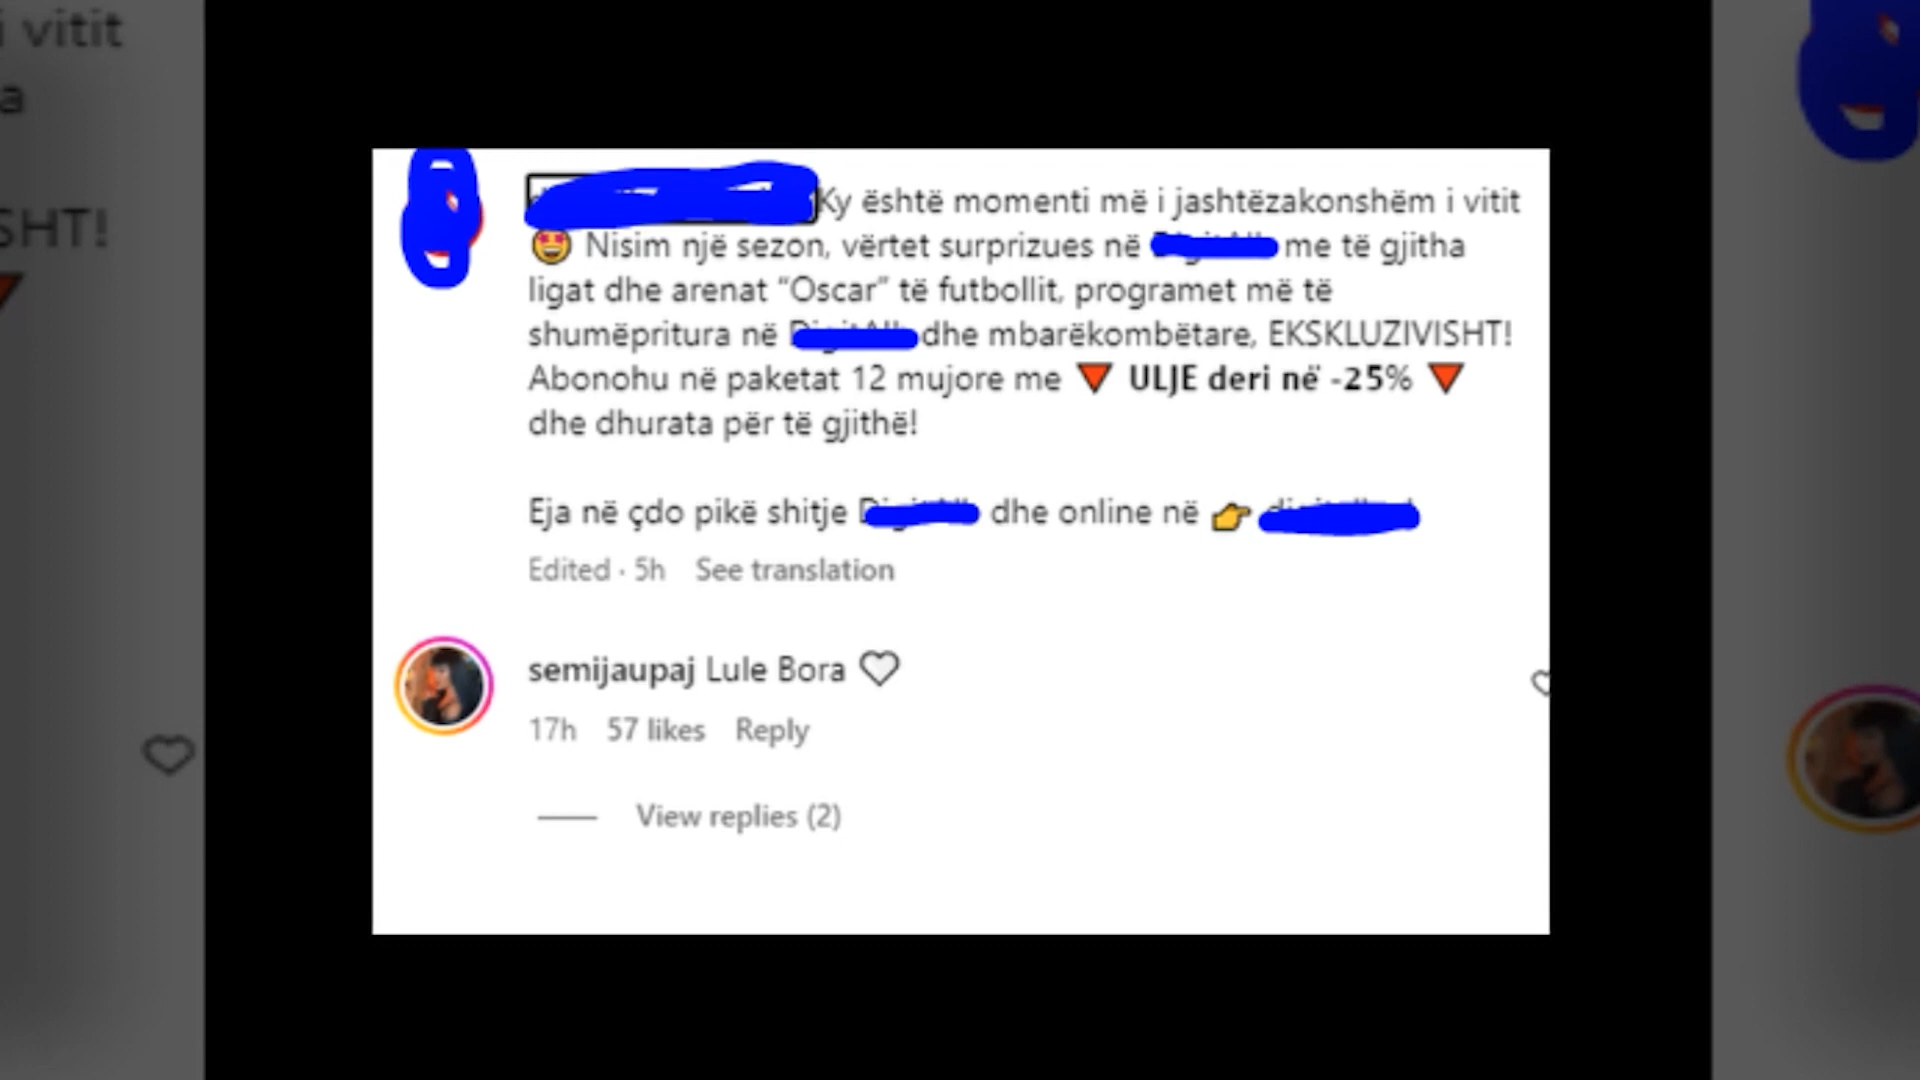 Ky është momenti më i jashtëzakonshëm i vitit
Nisim një sezon, vërtet surprizues në me të gjitha
ligat dhe arenat “Oscar” të futbollit, programet më të
shumëpritura në dhe mbarëkombëtare, EKSKLUZIVISHT!
Abonohu në paketat 12 mujore me ULJE deri në -25%
dhe dhurata për të gjithë!
Eja në çdo pikë shitje dhe online në
Edited · 5h See translation
semijaupaj Lule Bora
17h 57 likes Reply
View replies (2)
i vitit
a
SHT!